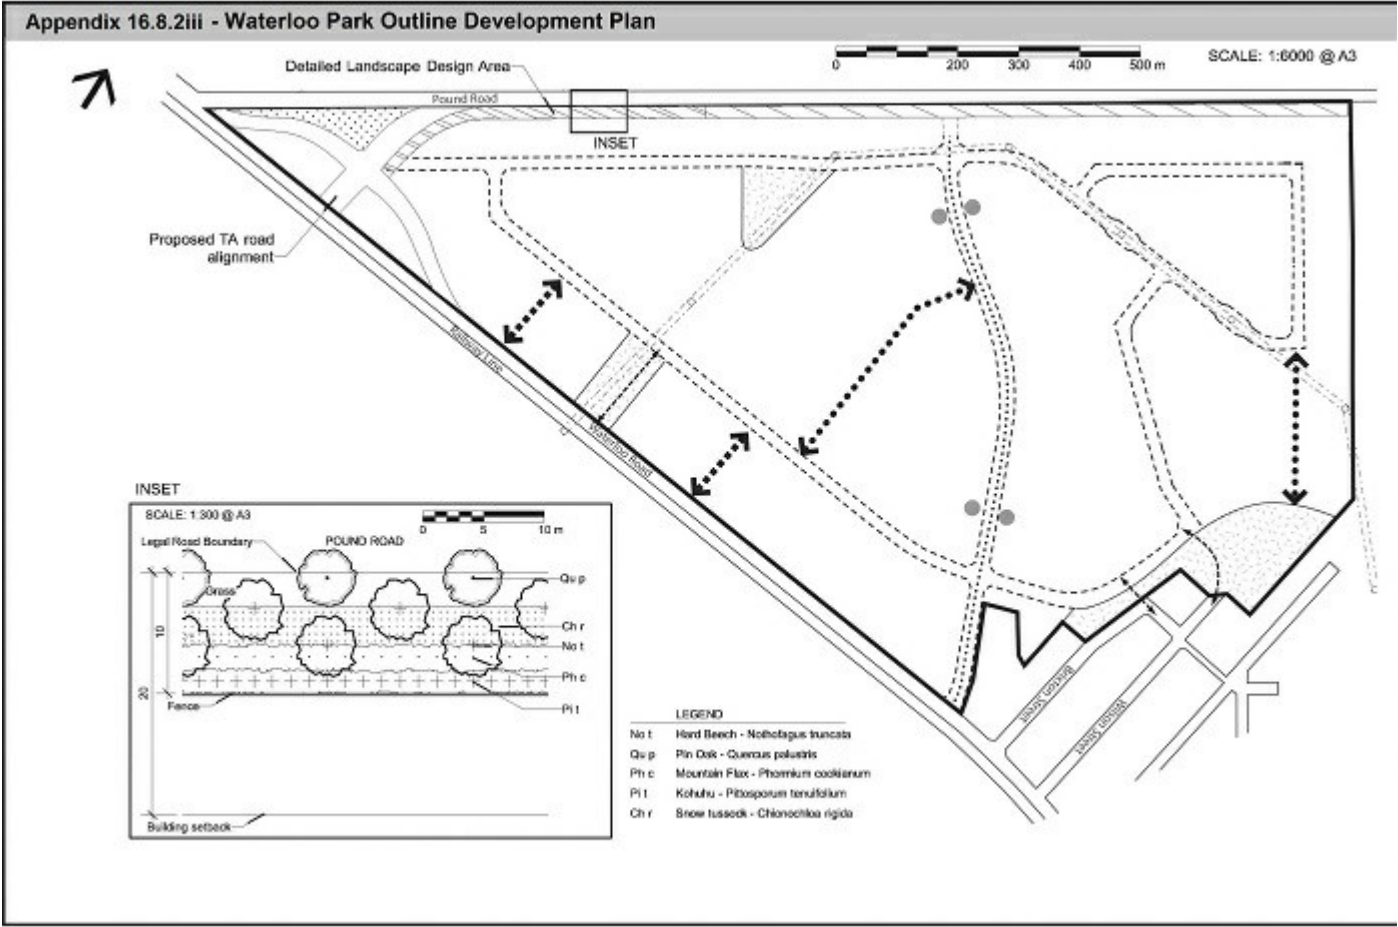 Appendix 16.8.2iii - Waterloo Park Outline Development Plan
Detailed Landscape Design Area
0 200 300 400 500 m
SCALE: 1:6000 @ A3
Pound Road
INSET
Proposed TA road
alignment
Railway Line
Waterloo Road
Brixton Street
Wilson Street
INSET
SCALE: 1:300 @ A3
0 5 10 m
Legal Road Boundary
POUND ROAD
Qu p
Grass
Ch r
No t
Ph c
Pi t
10
20
Fence
Building setback
LEGEND
No t Hard Beech - Nothofagus truncata
Qu p Pin Oak - Quercus palustris
Ph c Mountain Flax - Phormium cookianum
Pi t Kohuhu - Pittosporum tenuifolium
Ch r Snow tussock - Chionochloa rigida